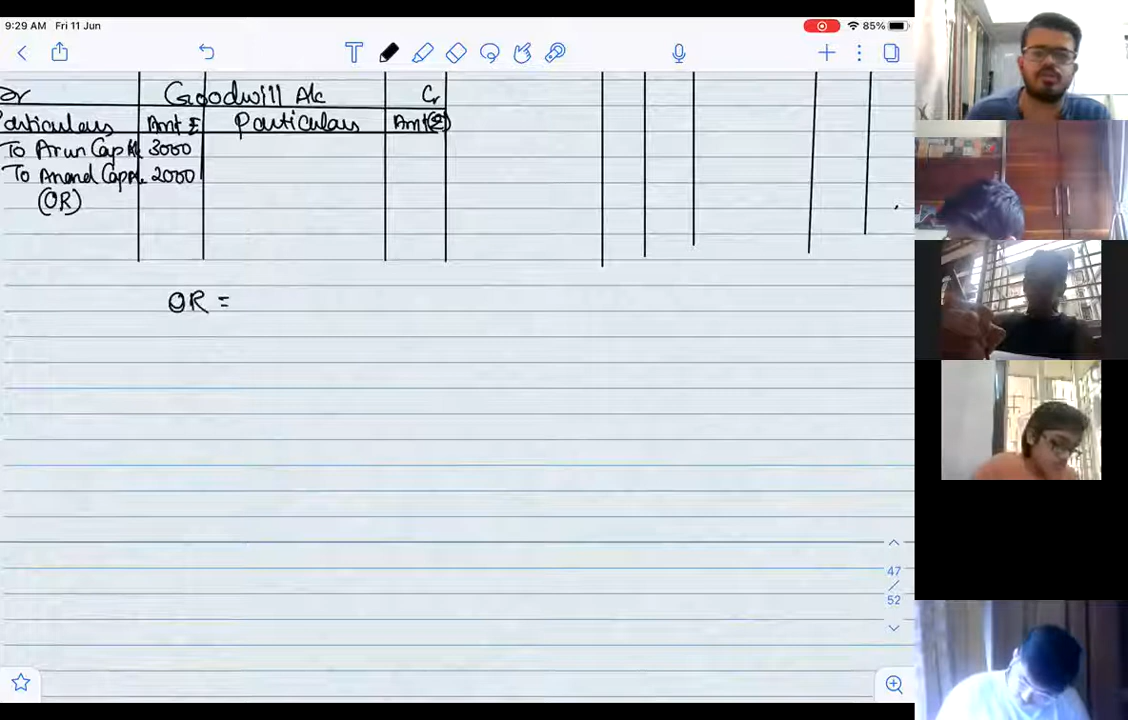 9:29 AM Fri 11 Jun
85%
Dr Goodwill A/c Cr
Particulars Amt ₹ Particulars Amt(₹)
To Arun Cap 3000
To Anand Cap 2000
(OR)
OR =
47
/
52